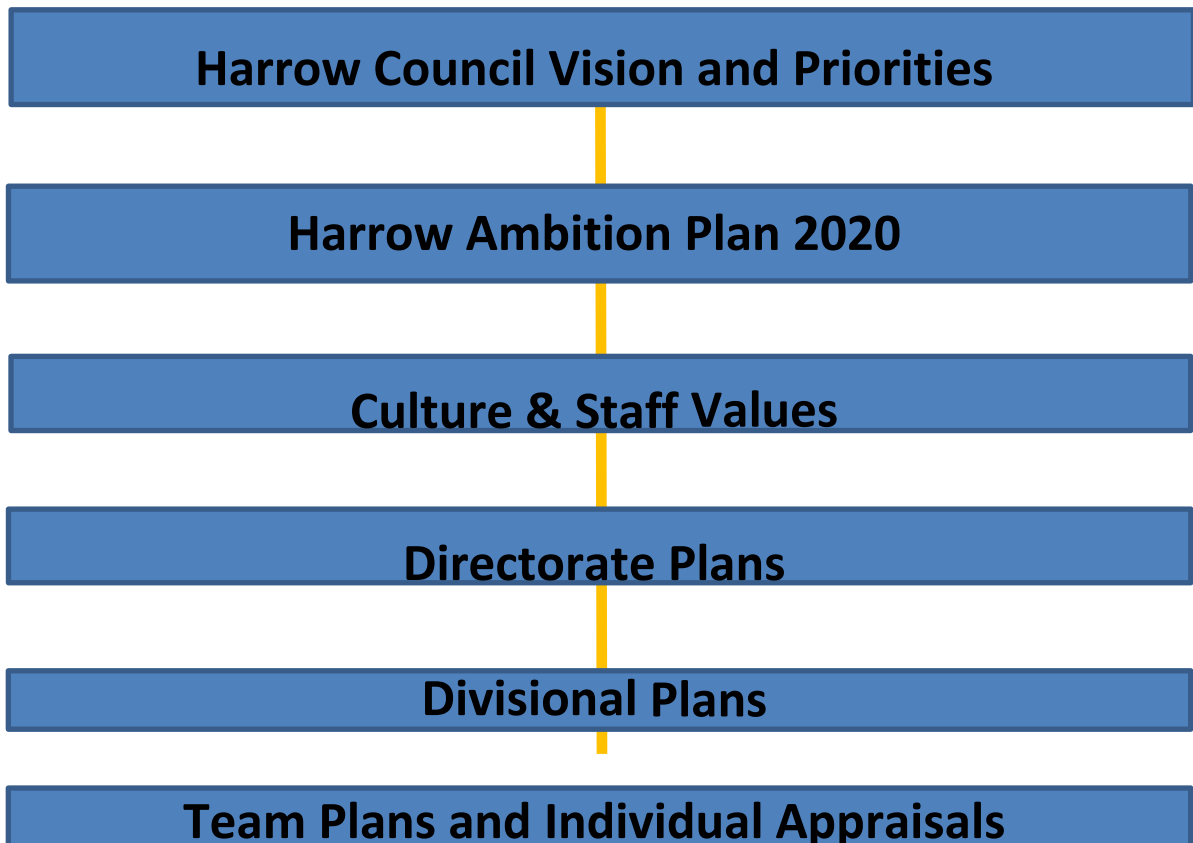 Harrow Council Vision and Priorities
Harrow Ambition Plan 2020
Culture & Staff Values
Directorate Plans
Divisional Plans
Team Plans and Individual Appraisals